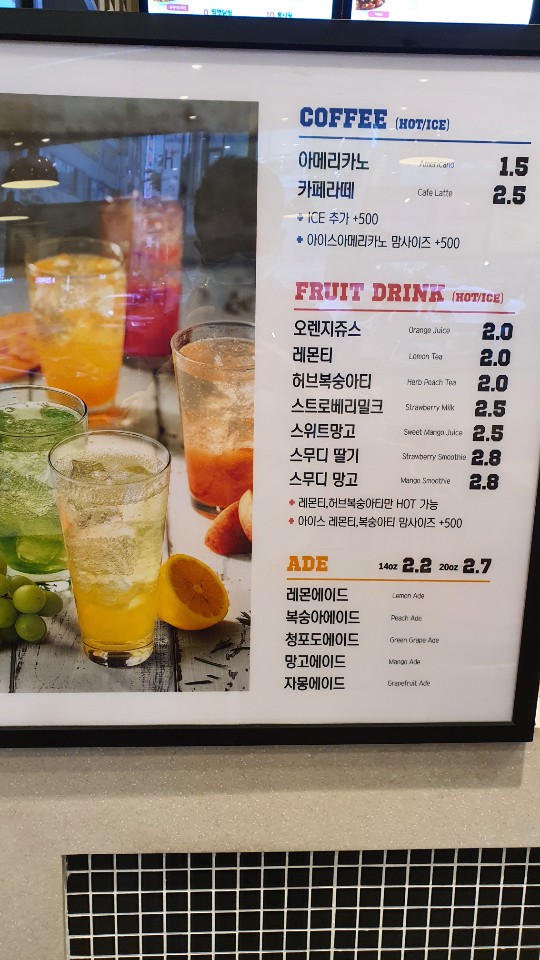 COFFEE (HOT/ICE)
아메리카노 Americano 1.5
카페라떼 Cafe Latte 2.5
ICE 추가 +500
아이스아메리카노 맘사이즈 +500
FRUIT DRINK (HOT/ICE)
오렌지쥬스 Orange Juice 2.0
레몬티 Lemon Tea 2.0
허브복숭아티 Herb Peach Tea 2.0
스트로베리밀크 Strawberry Milk 2.5
스위트망고 Sweet Mango Juice 2.5
스무디 딸기 Strawberry Smoothie 2.8
스무디 망고 Mango Smoothie 2.8
레몬티,허브복숭아티만 HOT 가능
아이스 레몬티,복숭아티 맘사이즈 +500
ADE 14oz 2.2 20oz 2.7
레몬에이드 Lemon Ade
복숭아에이드 Peach Ade
청포도에이드 Green Grape Ade
망고에이드 Mango Ade
자몽에이드 Grapefruit Ade